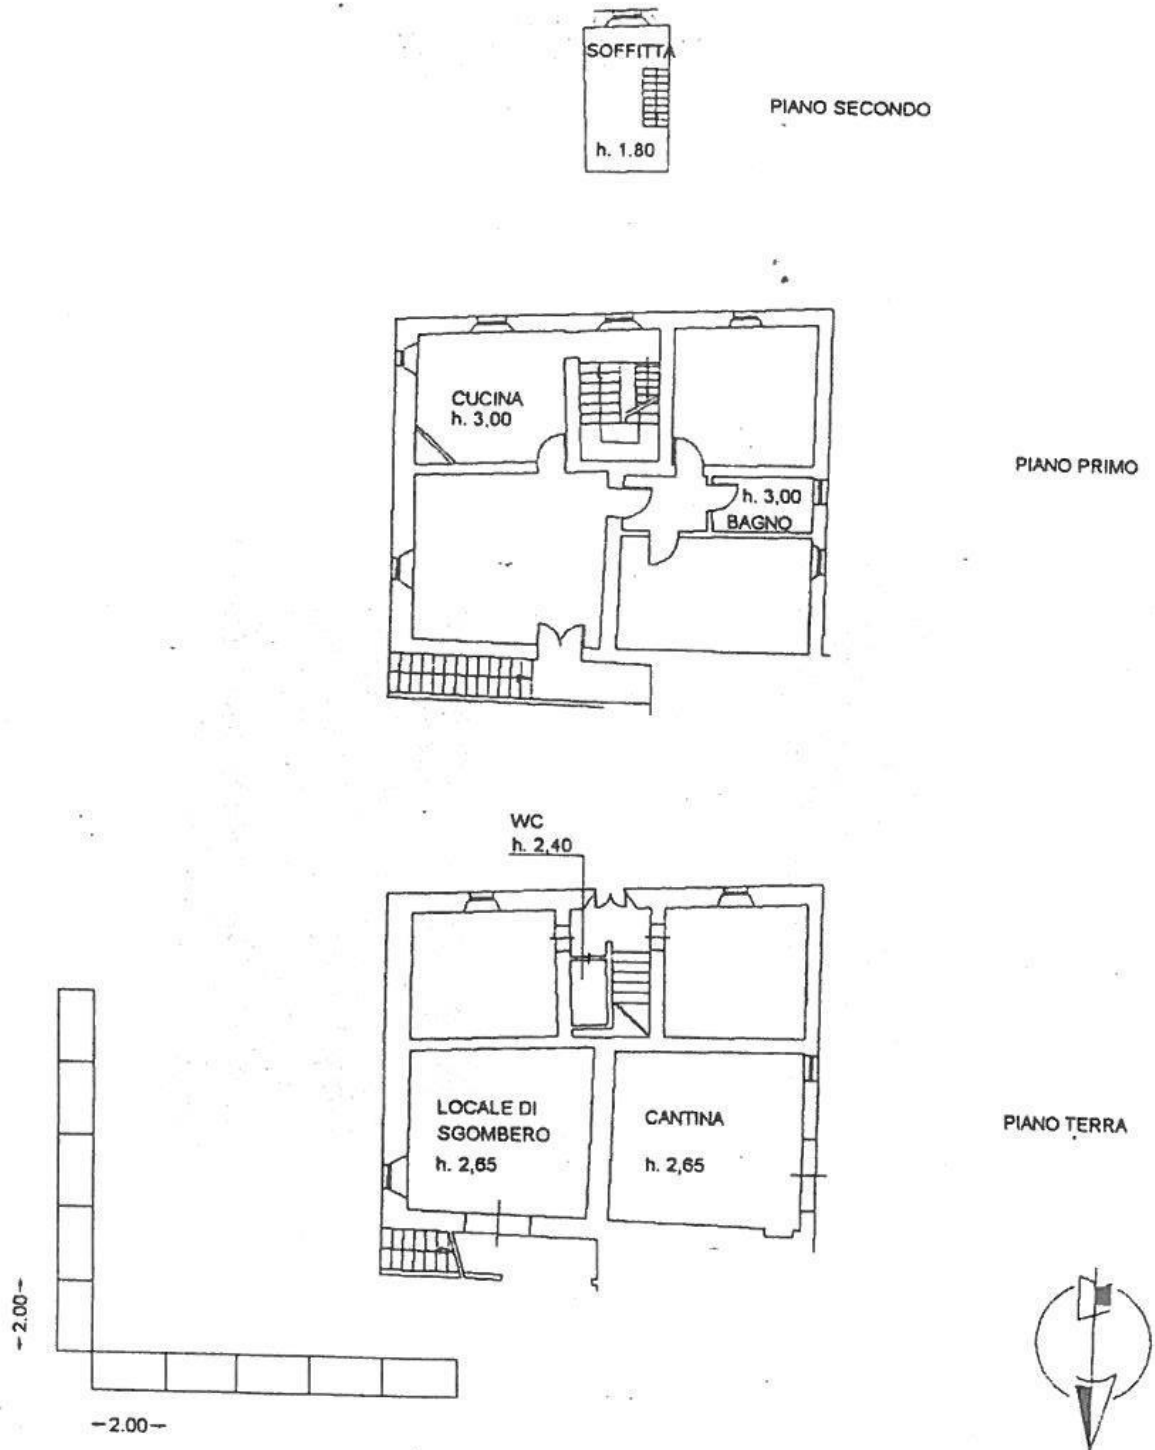 SOFFITTA
h. 1.80
PIANO SECONDO
CUCINA
h. 3,00
h. 3,00
BAGNO
PIANO PRIMO
WC
h. 2,40
LOCALE DI
SGOMBERO
h. 2,65
CANTINA
h. 2,65
PIANO TERRA
2.00
2.00